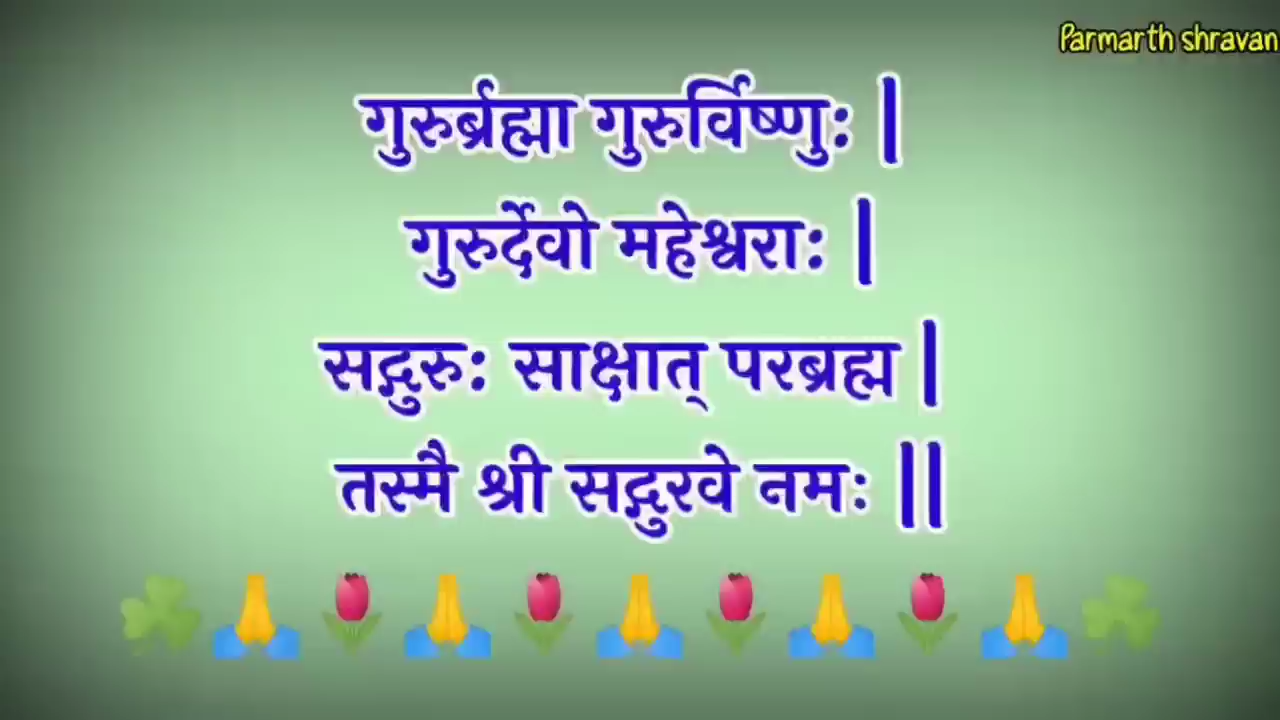 Parmarth shravan
गुरुर्ब्रह्मा गुरुर्विष्णुः |
गुरुर्देवो महेश्वराः |
सद्गुरुः साक्षात् परब्रह्म |
तस्मै श्री सद्गुरवे नमः ||